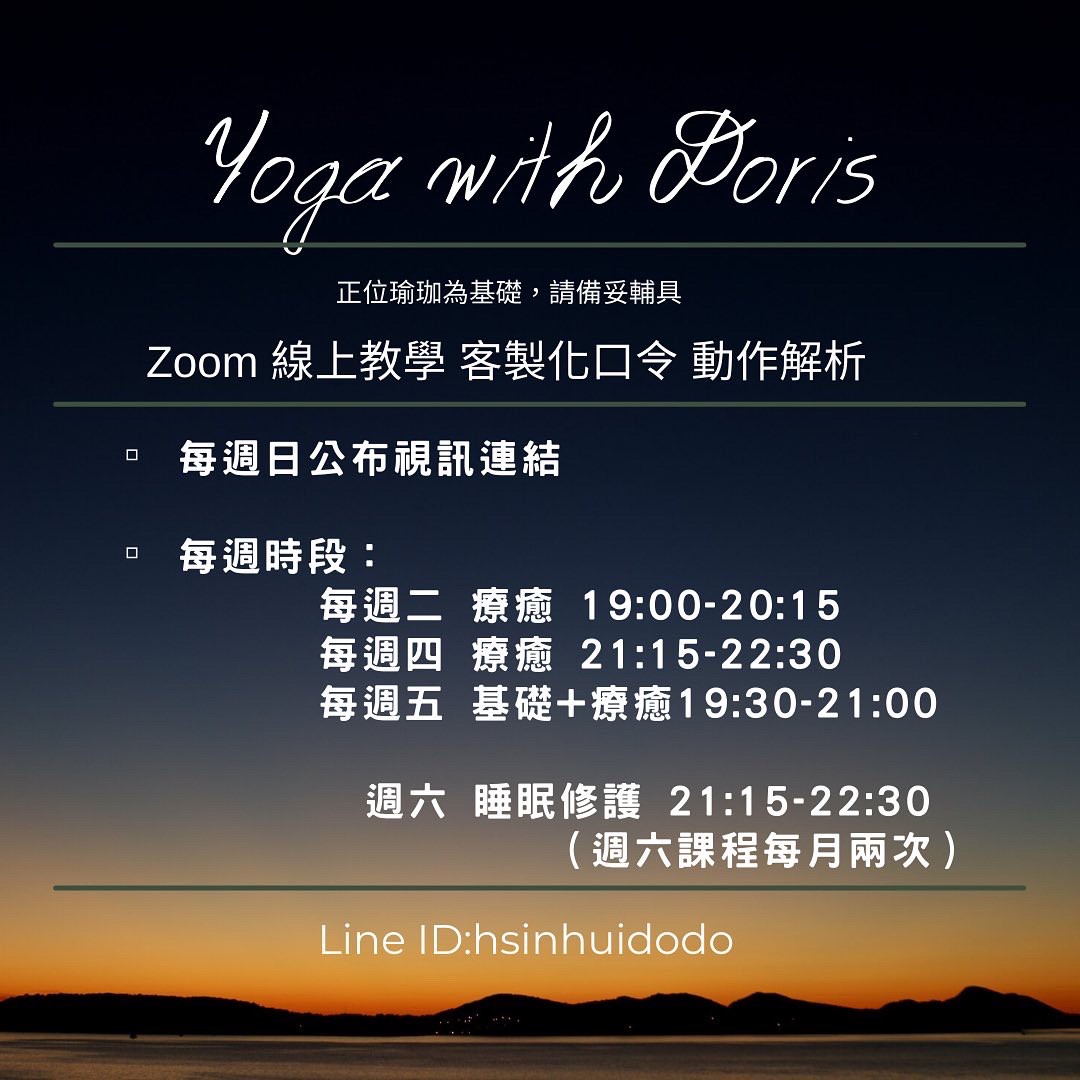 Yoga with Doris
正位瑜珈為基礎，請備妥輔具
Zoom 線上教學 客製化口令 動作解析
▫ 每週日公布視訊連結
▫ 每週時段：
每週二 療癒 19:00-20:15
每週四 療癒 21:15-22:30
每週五 基礎+療癒19:30-21:00
週六 睡眠修護 21:15-22:30
（週六課程每月兩次）
Line ID:hsinhuidodo